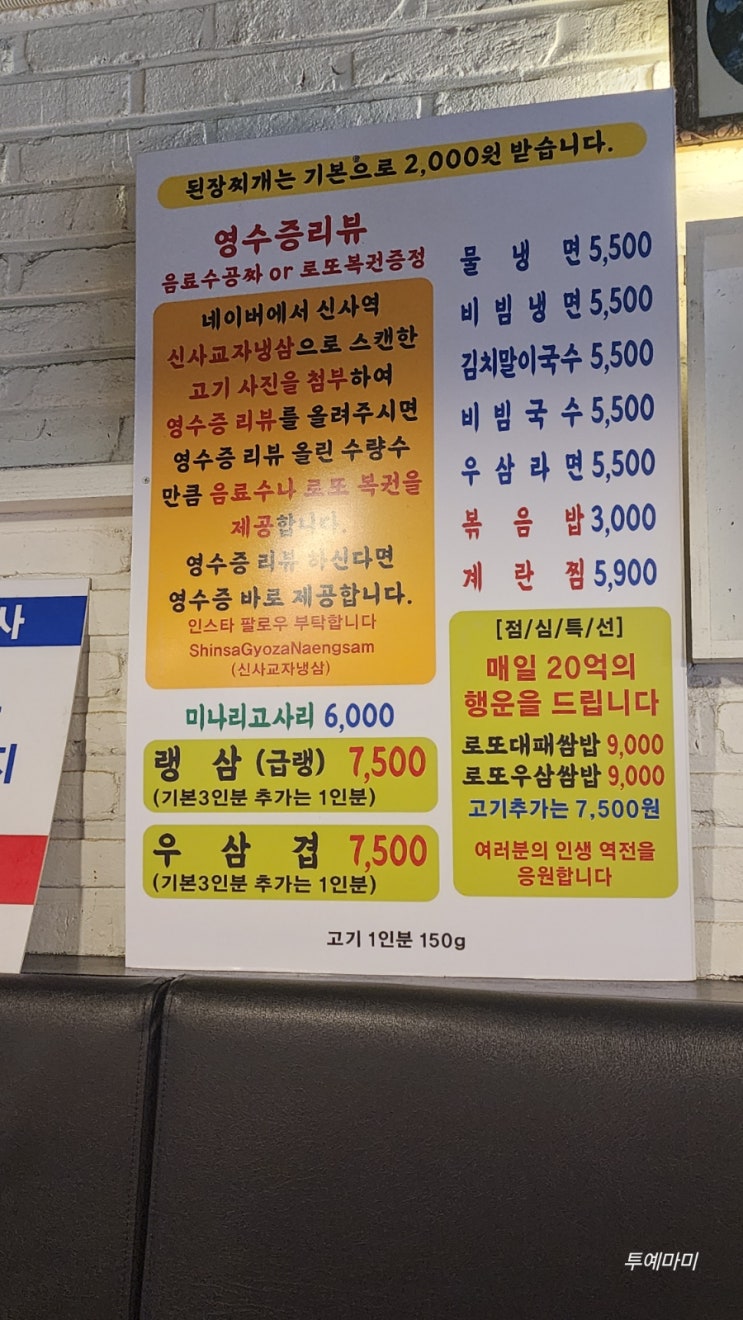 된장찌개는 기본으로 2,000원 받습니다.
영수증리뷰
음료수공짜 or 로또복권증정
네이버에서 신사역
신사교자냉삼으로 스캔한
고기 사진을 첨부하여
영수증 리뷰를 올려주시면
영수증 리뷰 올린 수량수
만큼 음료수나 로또 복권을
제공합니다.
영수증 리뷰 하신다면
영수증 바로 제공합니다.
인스타 팔로우 부탁합니다
ShinsaGyozaNaengsam
(신사교자냉삼)
미나리고사리 6,000
랭 삼 (급랭) 7,500
(기본3인분 추가는 1인분)
우 삼 겹 7,500
(기본3인분 추가는 1인분)
물 냉 면 5,500
비 빔 냉 면 5,500
김치말이국수 5,500
비 빔 국 수 5,500
우 삼 라 면 5,500
볶 음 밥 3,000
계 란 찜 5,900
[점/심/특/선]
매일 20억의
행운을 드립니다
로또대패쌈밥 9,000
로또우삼쌈밥 9,000
고기추가는 7,500원
여러분의 인생 역전을
응원합니다
고기 1인분 150g
사
지
투예마미